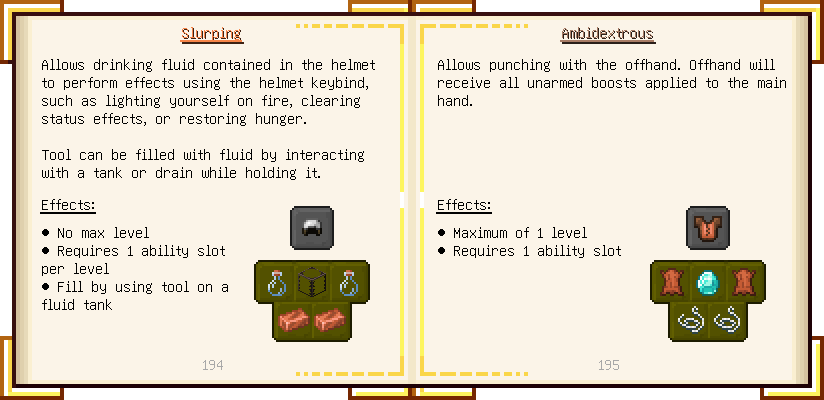 Slurping
Allows drinking fluid contained in the helmet
to perform effects using the helmet keybind,
such as lighting yourself on fire, clearing
status effects, or restoring hunger.
Tool can be filled with fluid by interacting
with a tank or drain while holding it.
Effects:
• No max level
• Requires 1 ability slot
per level
• Fill by using tool on a
fluid tank
194
Ambidextrous
Allows punching with the offhand. Offhand will
receive all unarmed boosts applied to the main
hand.
Effects:
• Maximum of 1 level
• Requires 1 ability slot
195